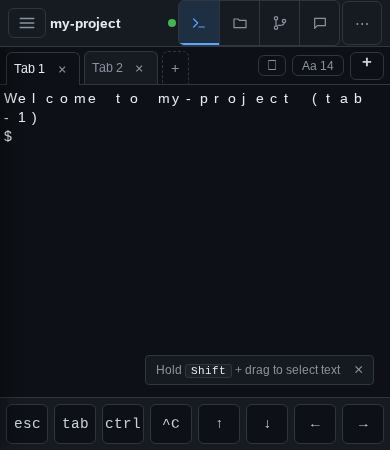 my-project
Tab 1 × Tab 2 × + Aa 14 +
Welcome to my-project (tab
-1)
$
Hold Shift + drag to select text ×
esc tab ctrl ^C ↑ ↓ ← →